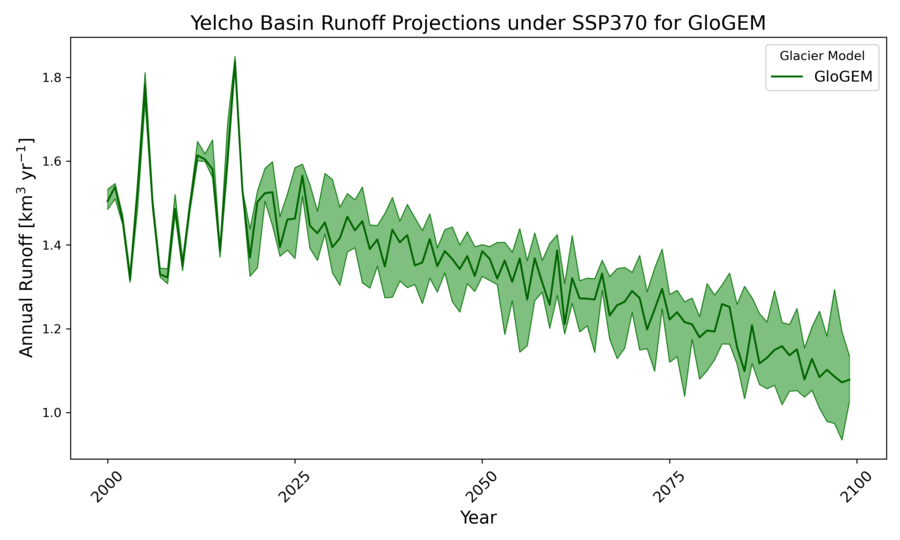 Yelcho Basin Runoff Projections under SSP370 for GloGEM
Glacier Model
GloGEM
Annual Runoff [km³ yr⁻¹]
1.8
1.6
1.4
1.2
1.0
2000
2025
2050
2075
2100
Year